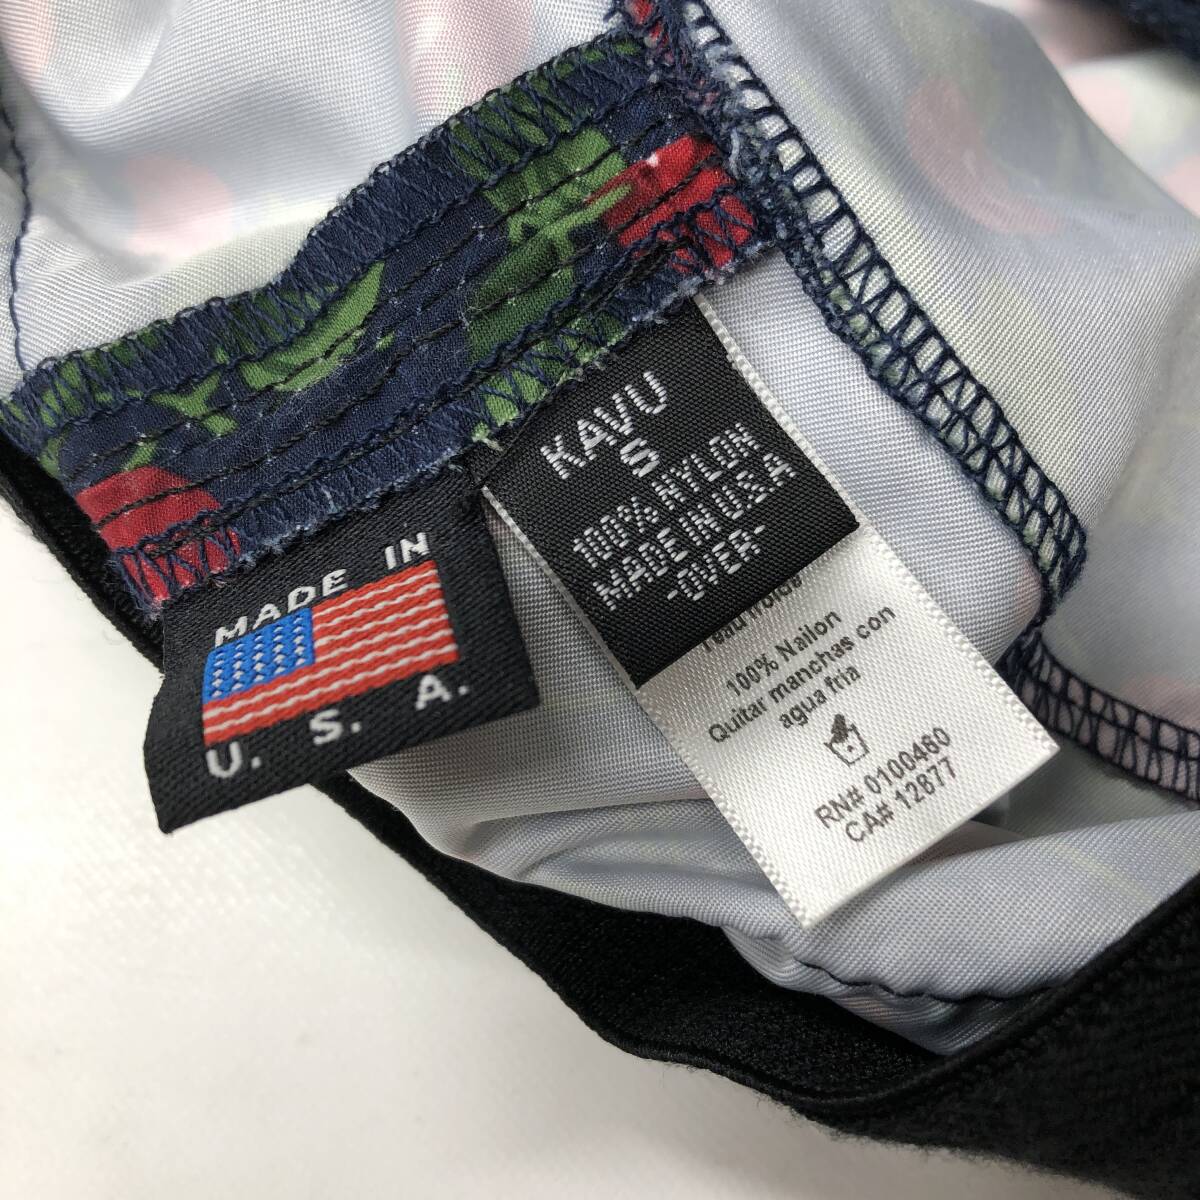 MADE IN
U. S. A.
KAVU
S
100% NYLON
MADE IN USA
-OVER-
100% Nailon
Quitar manchas con
agua fria
RN# 0100460
CA# 12877